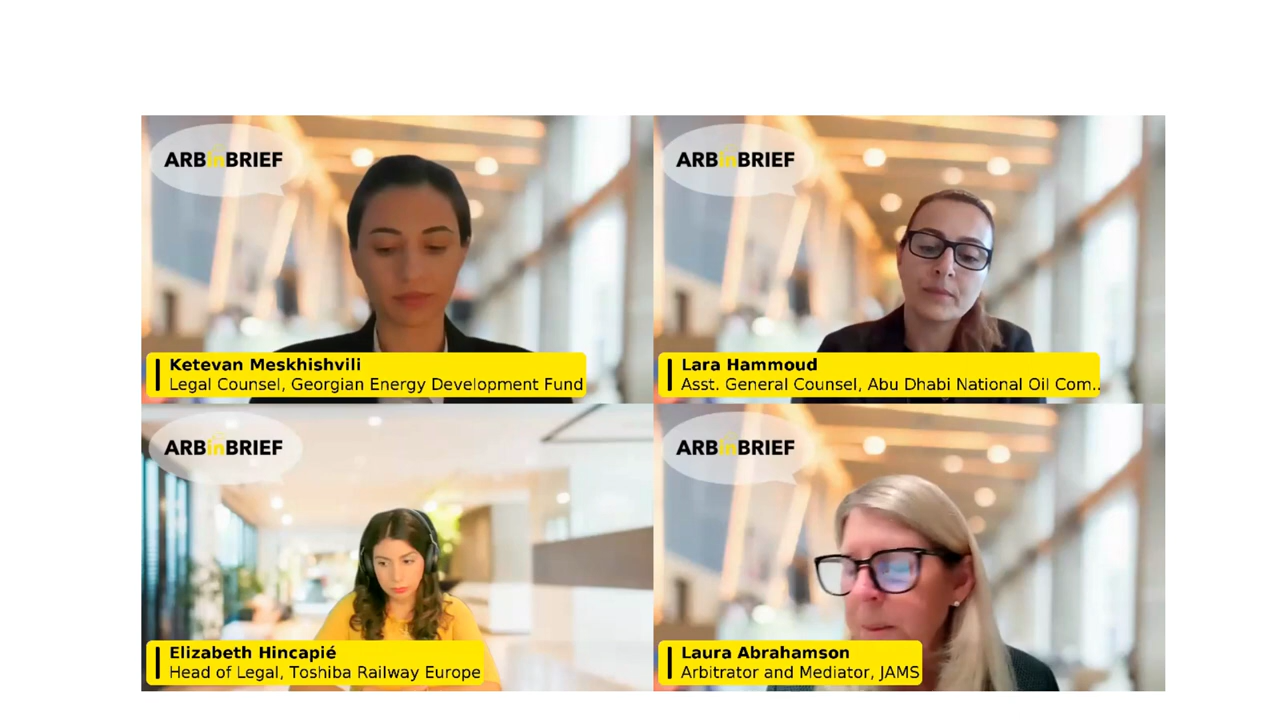 ARBinBRIEF
ARBinBRIEF
Ketevan Meskhishvili
Legal Counsel, Georgian Energy Development Fund
Lara Hammoud
Asst. General Counsel, Abu Dhabi National Oil Com..
ARBinBRIEF
ARBinBRIEF
Elizabeth Hincapié
Head of Legal, Toshiba Railway Europe
Laura Abrahamson
Arbitrator and Mediator, JAMS